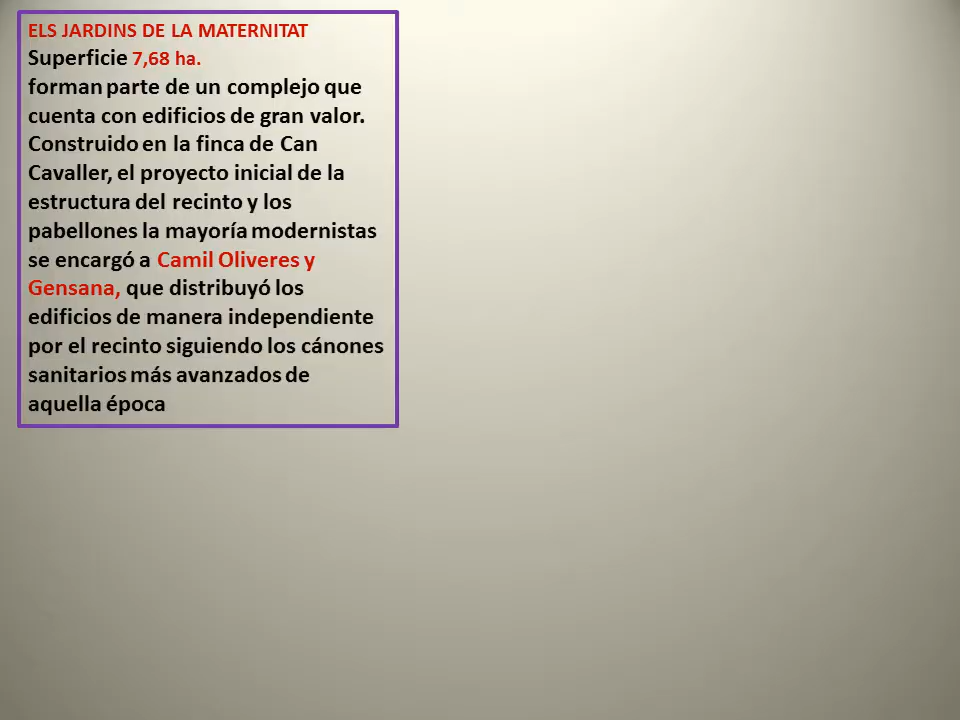 ELS JARDINS DE LA MATERNITAT
Superficie 7,68 ha.
forman parte de un complejo que
cuenta con edificios de gran valor.
Construido en la finca de Can
Cavaller, el proyecto inicial de la
estructura del recinto y los
pabellones la mayoría modernistas
se encargó a Camil Oliveres y
Gensana, que distribuyó los
edificios de manera independiente
por el recinto siguiendo los cánones
sanitarios más avanzados de
aquella época